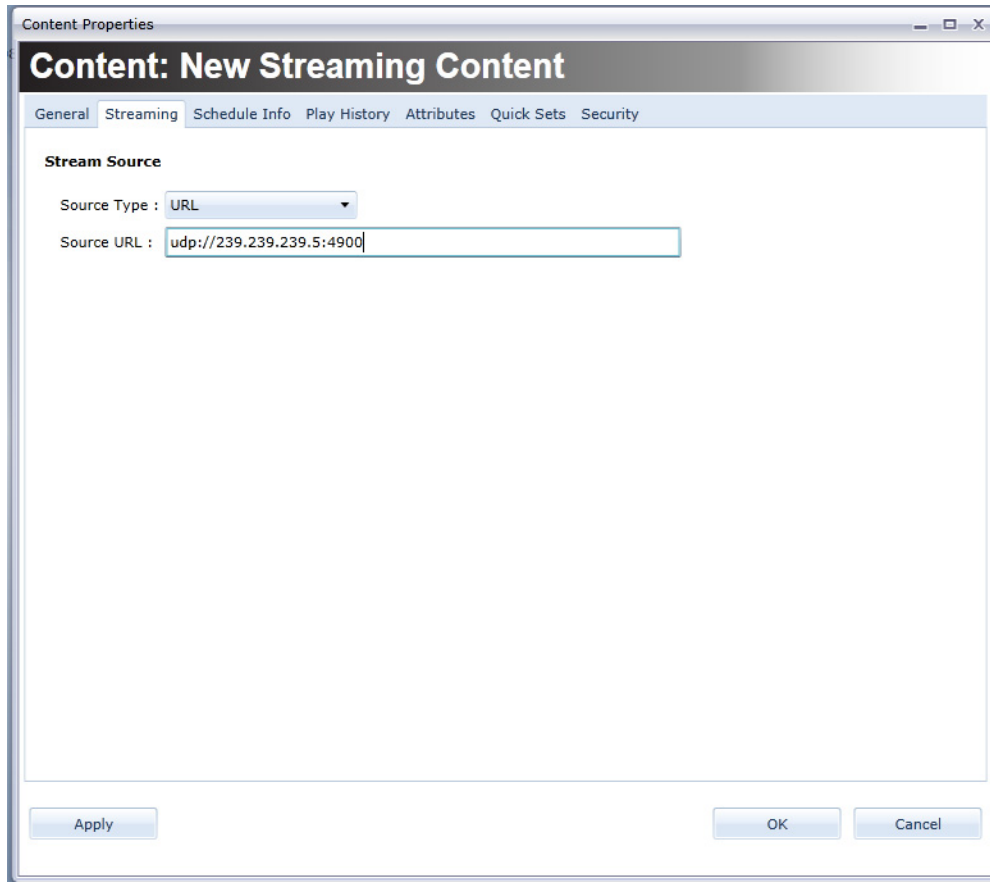 Content Properties
Content: New Streaming Content
General Streaming Schedule Info Play History Attributes Quick Sets Security
Stream Source
Source Type : URL
Source URL : udp://239.239.239.5:4900
Apply OK Cancel